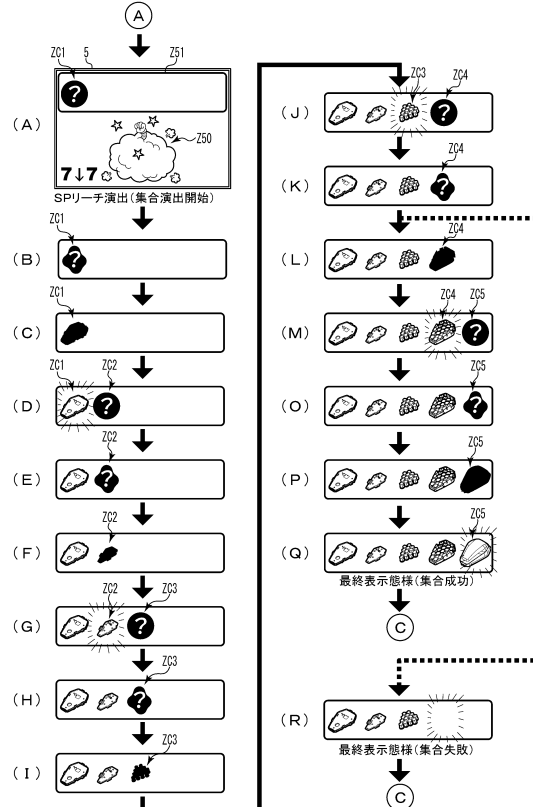 A
ZC1 5 Z51
(A)
?
Z50
7↓7
SPリーチ演出(集合演出開始)
ZC1
(B)
?
ZC1
(C)
ZC1 ZC2
(D)
?
ZC2
(E)
?
ZC2
(F)
ZC2 ZC3
(G)
?
ZC3
(H)
?
ZC3
(I)
ZC3 ZC4
(J)
?
ZC4
(K)
?
ZC4
(L)
ZC4 ZC5
(M)
?
ZC5
(O)
?
ZC5
(P)
ZC5
(Q)
最終表示態様(集合成功)
C
(R)
最終表示態様(集合失敗)
C